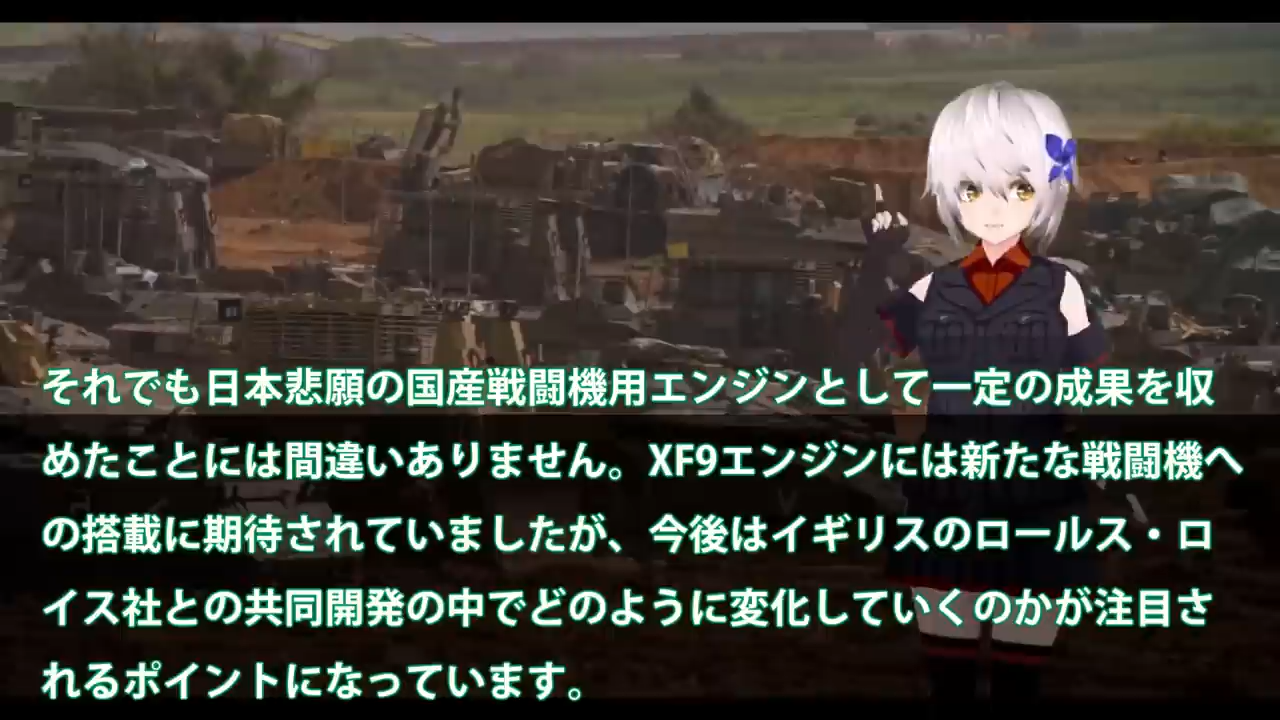 それでも日本悲願の国産戦闘機用エンジンとして一定の成果を収
めたことには間違いありません。XF9エンジンには新たな戦闘機へ
の搭載に期待されていましたが、今後はイギリスのロールス・ロ
イス社との共同開発の中でどのように変化していくのかが注目さ
れるポイントになっています。